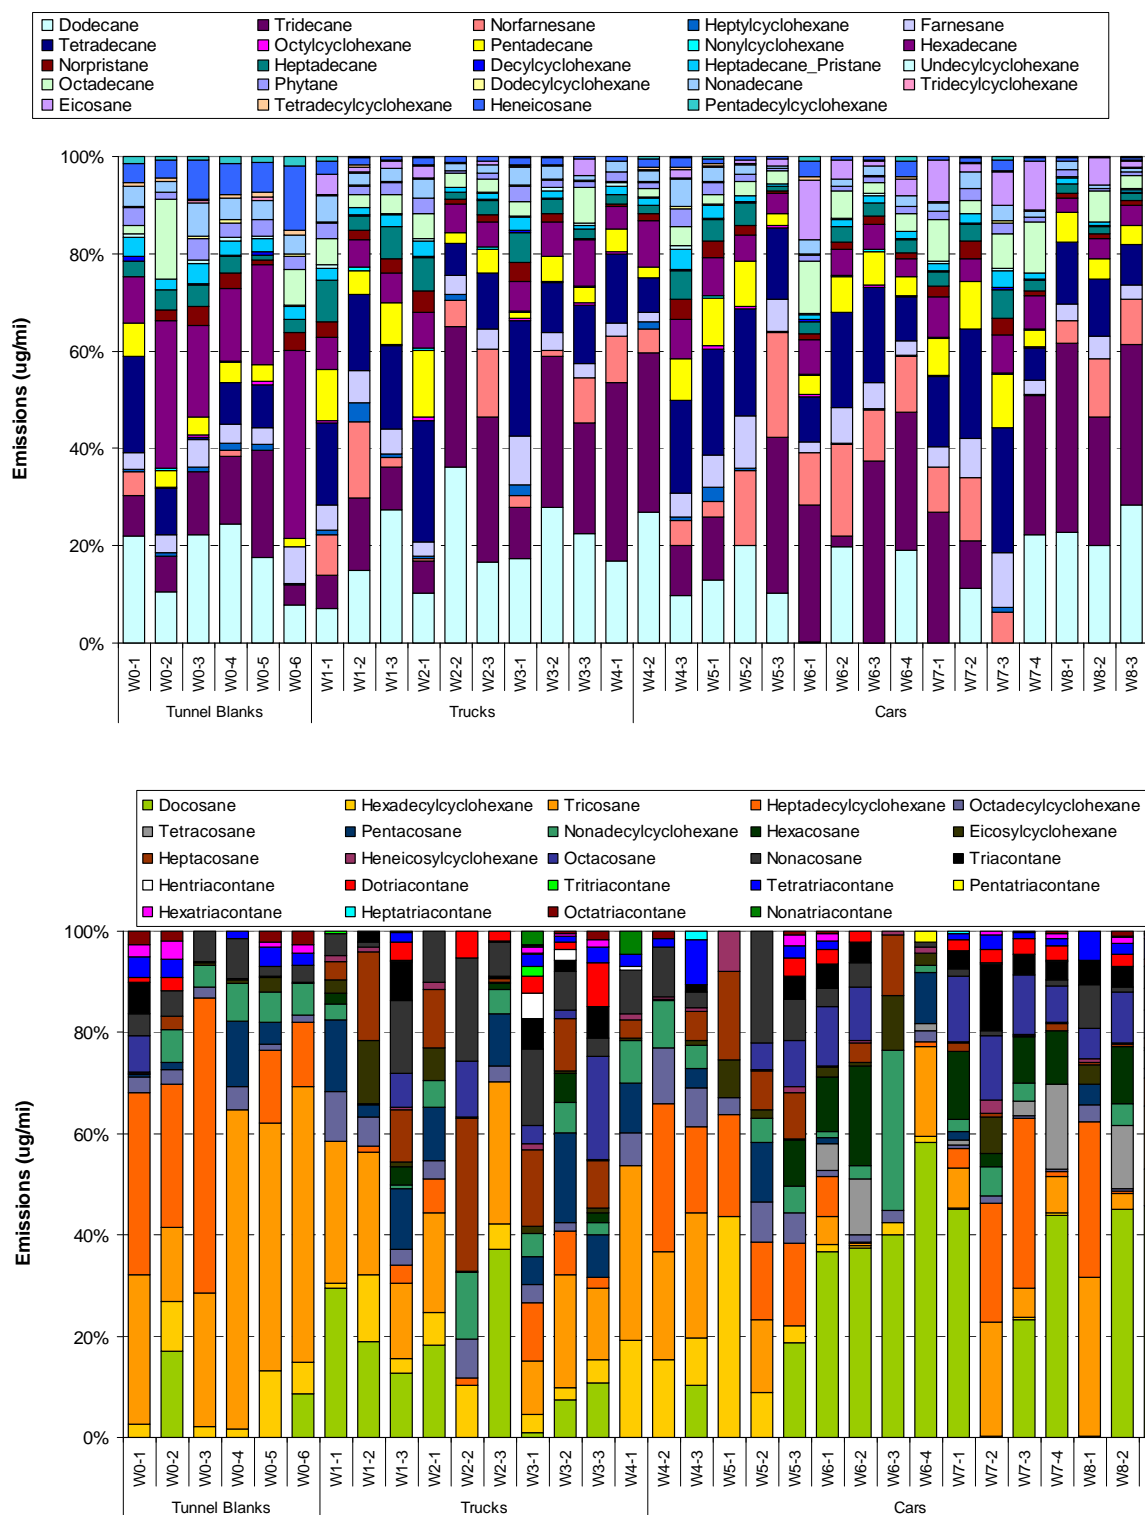 Dodecane Tridecane Norfarnesane Heptylcyclohexane Farnesane
Tetradecane Octylcyclohexane Pentadecane Nonylcyclohexane Hexadecane
Norpristane Heptadecane Decylcyclohexane Heptadecane_Pristane Undecylcyclohexane
Octadecane Phytane Dodecylcyclohexane Nonadecane Tridecylcyclohexane
Eicosane Tetradecylcyclohexane Heneicosane Pentadecylcyclohexane
Emissions (ug/mi)
100%
80%
60%
40%
20%
0%
W0-1 W0-2 W0-3 W0-4 W0-5 W0-6 W1-1 W1-2 W1-3 W2-1 W2-2 W2-3 W3-1 W3-2 W3-3 W4-1 W4-2 W4-3 W5-1 W5-2 W5-3 W6-1 W6-2 W6-3 W6-4 W7-1 W7-2 W7-3 W7-4 W8-1 W8-2 W8-3
Tunnel Blanks Trucks Cars
Docosane Hexadecylcyclohexane Tricosane Heptadecylcyclohexane Octadecylcyclohexane
Tetracosane Pentacosane Nonadecylcyclohexane Hexacosane Eicosylcyclohexane
Heptacosane Heneicosylcyclohexane Octacosane Nonacosane Triacontane
Hentriacontane Dotriacontane Tritriacontane Tetratriacontane Pentatriacontane
Hexatriacontane Heptatriacontane Octatriacontane Nonatriacontane
Emissions (ug/mi)
100%
80%
60%
40%
20%
0%
W0-1 W0-2 W0-3 W0-4 W0-5 W0-6 W1-1 W1-2 W1-3 W2-1 W2-2 W2-3 W3-1 W3-2 W3-3 W4-1 W4-2 W4-3 W5-1 W5-2 W5-3 W6-1 W6-2 W6-3 W6-4 W7-1 W7-2 W7-3 W7-4 W8-1 W8-2
Tunnel Blanks Trucks Cars